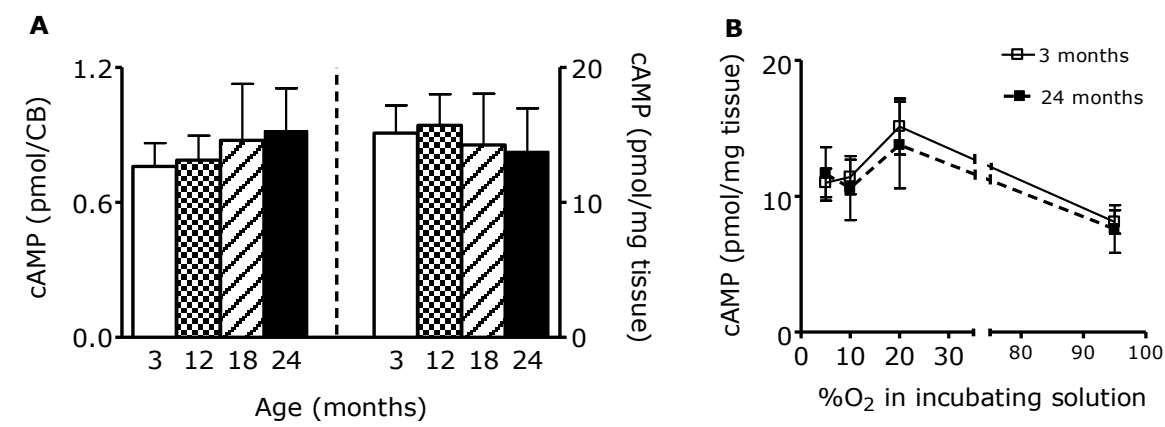 A
cAMP (pmol/CB)
1.2
0.6
0.0
3 12 18 24
3 12 18 24
Age (months)
20
10
0
cAMP (pmol/mg tissue)
B
3 months
24 months
cAMP (pmol/mg tissue)
20
10
0
0 10 20 30 80 90 100
%O₂ in incubating solution